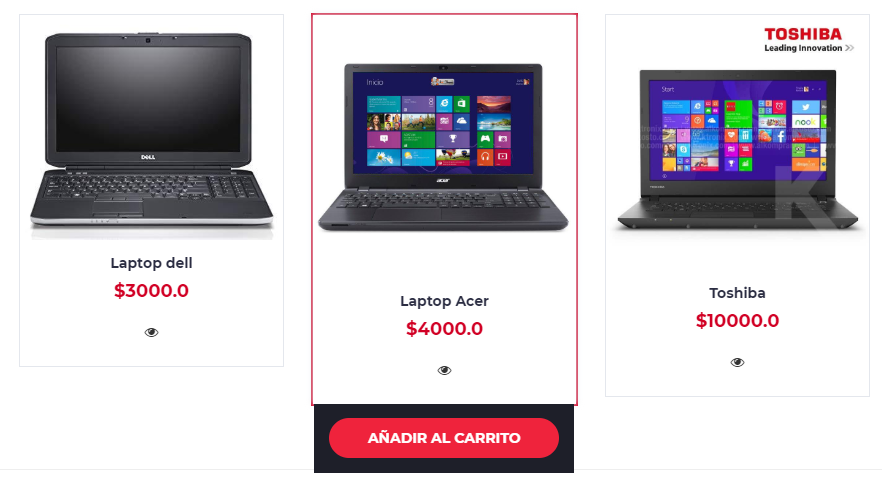 DELL
Laptop dell
$3000.0
Inicio
acer
Laptop Acer
$4000.0
AÑADIR AL CARRITO
TOSHIBA
Leading Innovation >>
Start
TOSHIBA
Toshiba
$10000.0